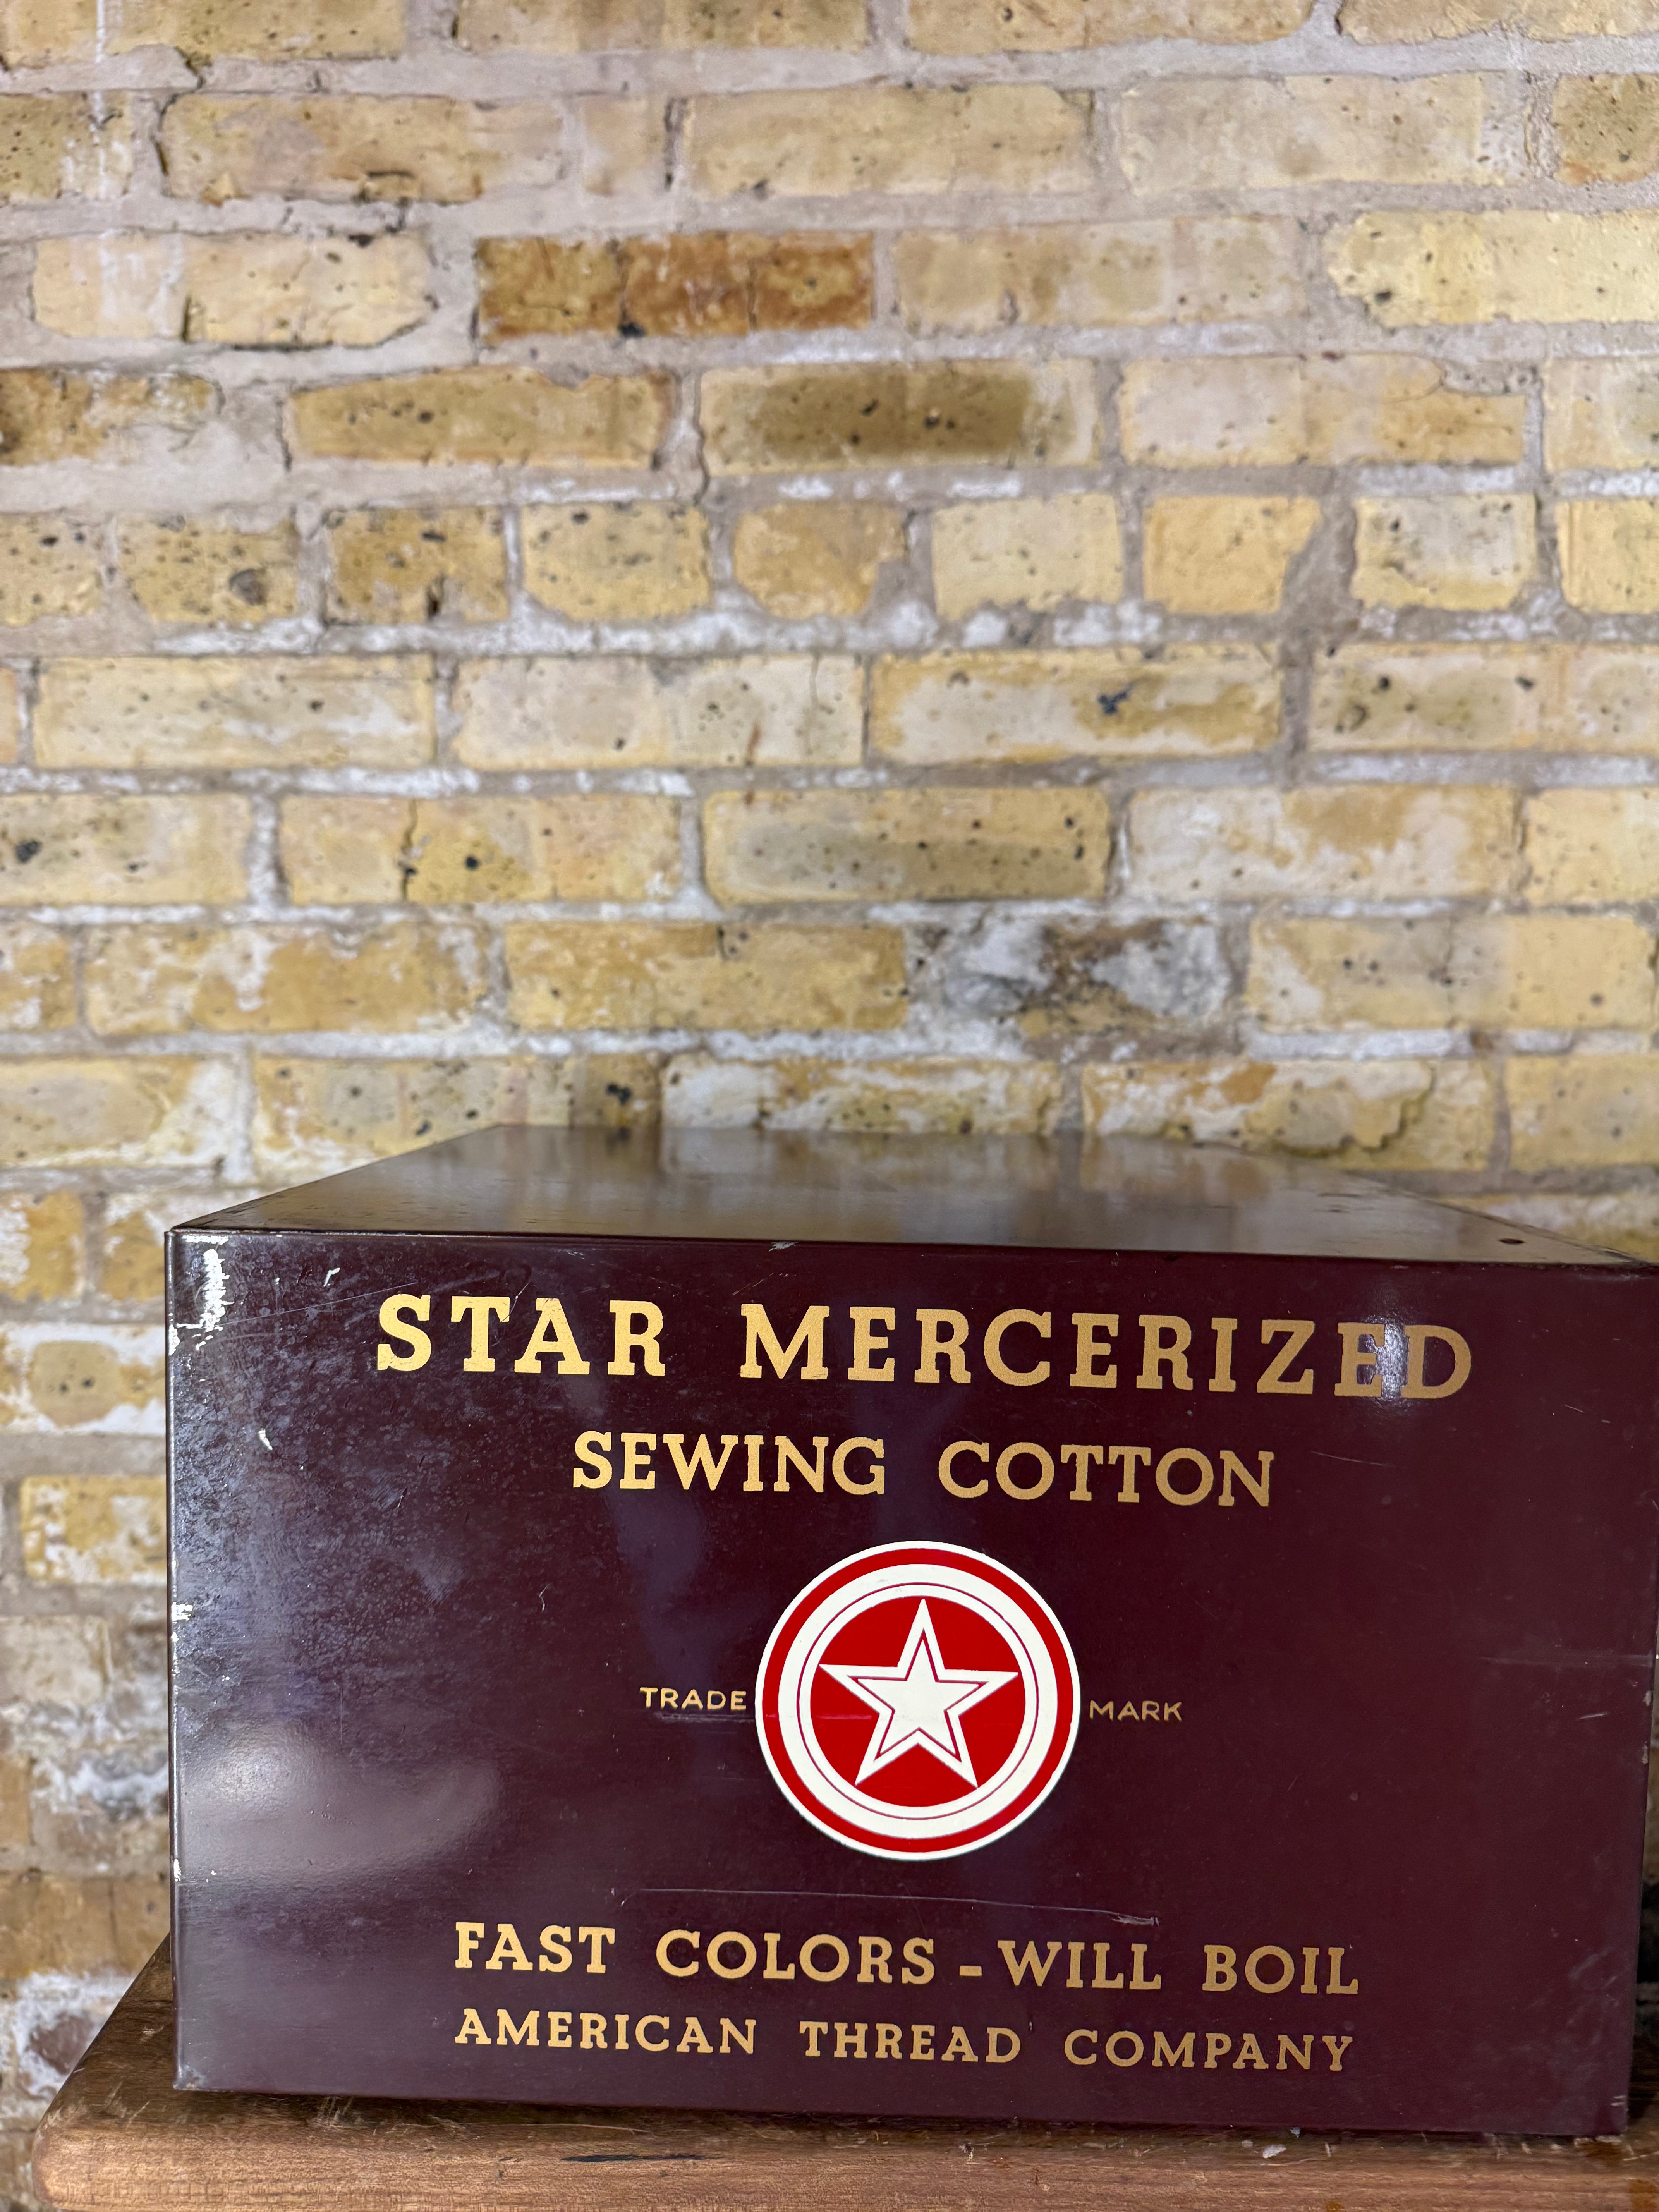 STAR MERCERIZED
SEWING COTTON
TRADE MARK
FAST COLORS - WILL BOIL
AMERICAN THREAD COMPANY